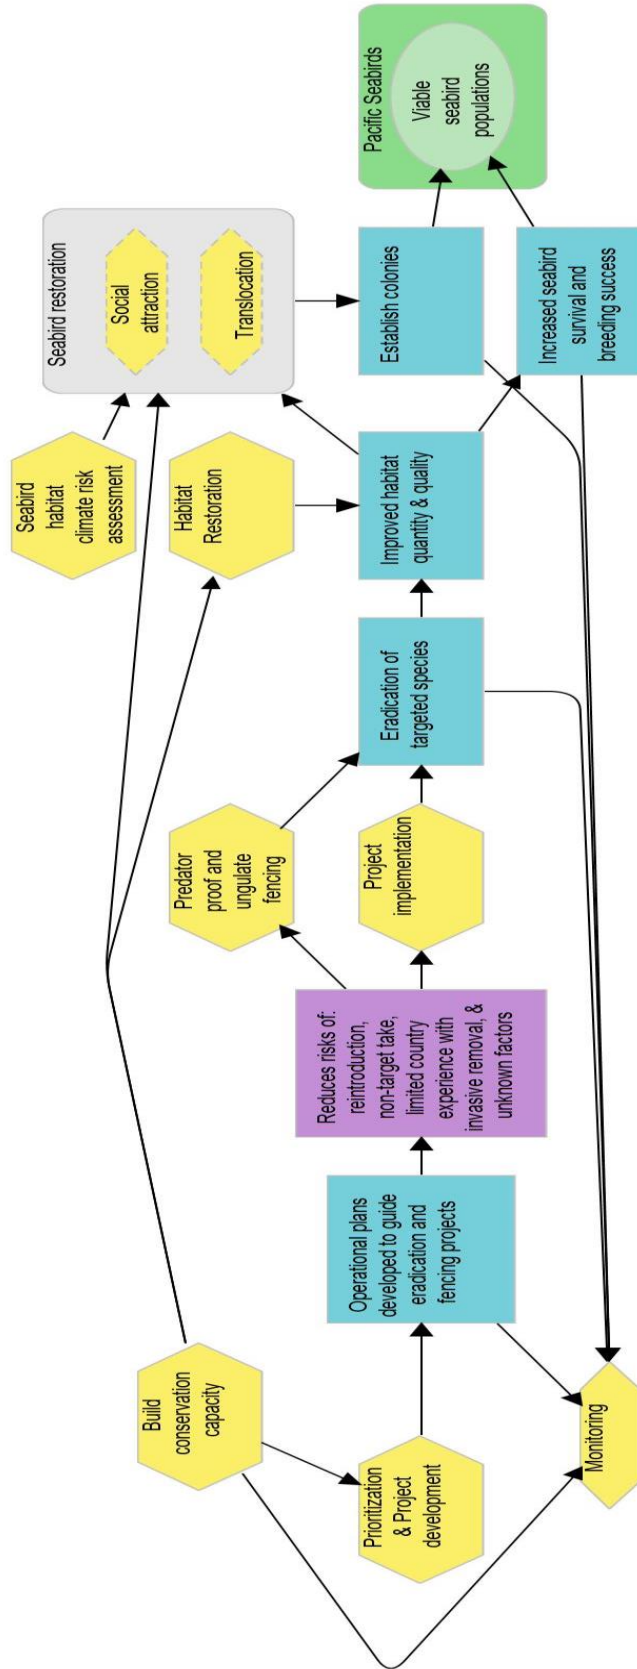 Build
conservation
capacity
Prioritization
& Project
development
Monitoring
Operational plans
developed to guide
eradication and
fencing projects
Reduces risks of:
reintroduction,
non-target take,
limited country
experience with
invasive removal, &
unknown factors
Predator
proof and
ungulate
fencing
Project
implementation
Eradication of
targeted species
Seabird
habitat
climate risk
assessment
Habitat
Restoration
Improved habitat
quantity & quality
Seabird restoration
Social
attraction
Translocation
Establish colonies
Increased seabird
survival and
breeding success
Pacific Seabirds
Viable
seabird
populations